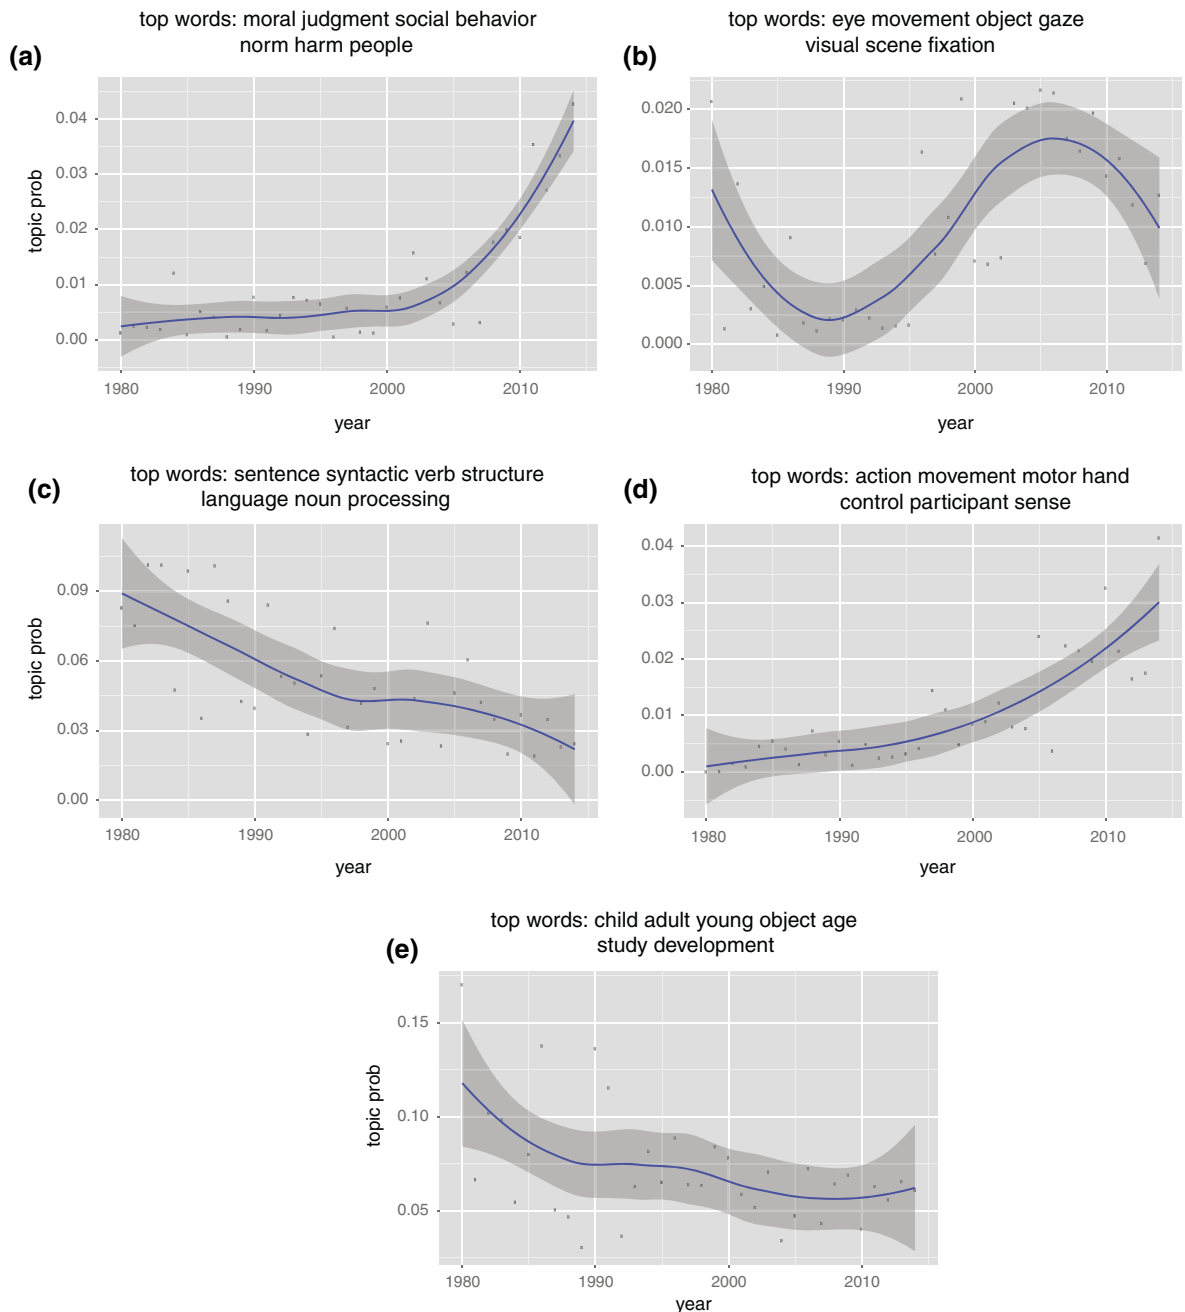 top words: moral judgment social behavior
norm harm people
(a)
0.04
0.03
0.02
0.01
0.00
topic prob
1980
1990
2000
2010
year
top words: eye movement object gaze
visual scene fixation
(b)
0.020
0.015
0.010
0.005
0.000
1980
1990
2000
2010
year
top words: sentence syntactic verb structure
language noun processing
(c)
0.09
0.06
0.03
0.00
topic prob
1980
1990
2000
2010
year
top words: action movement motor hand
control participant sense
(d)
0.04
0.03
0.02
0.01
0.00
1980
1990
2000
2010
year
top words: child adult young object age
study development
(e)
0.15
0.10
0.05
topic prob
1980
1990
2000
2010
year